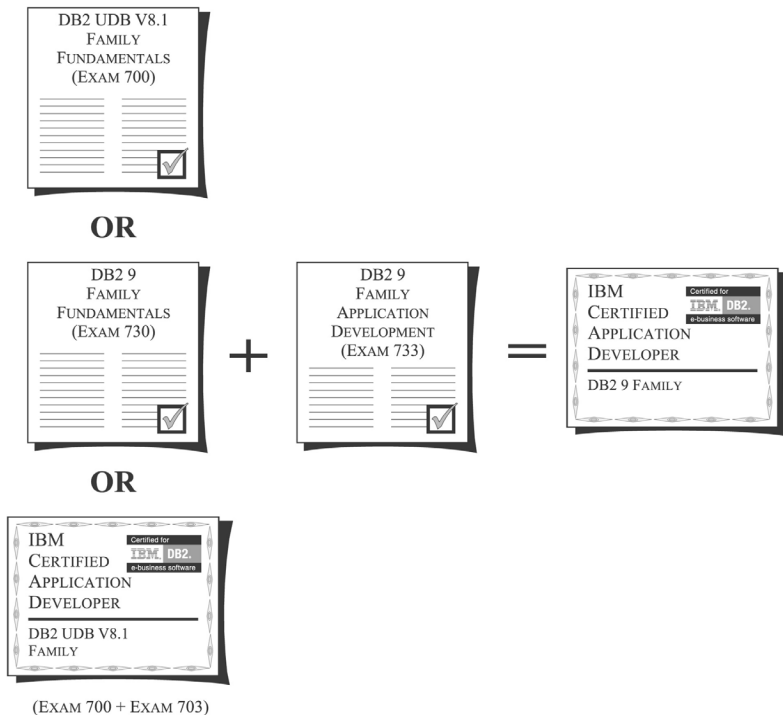 DB2 UDB V8.1
FAMILY
FUNDAMENTALS
(EXAM 700)
OR
DB2 9
FAMILY
FUNDAMENTALS
(EXAM 730)
+
DB2 9
FAMILY
APPLICATION
DEVELOPMENT
(EXAM 733)
=
IBM
CERTIFIED
APPLICATION
DEVELOPER
Certified for
IBM. DB2.
e-business software
DB2 9 FAMILY
OR
IBM
CERTIFIED
APPLICATION
DEVELOPER
Certified for
IBM. DB2.
e-business software
DB2 UDB V8.1
FAMILY
(EXAM 700 + EXAM 703)